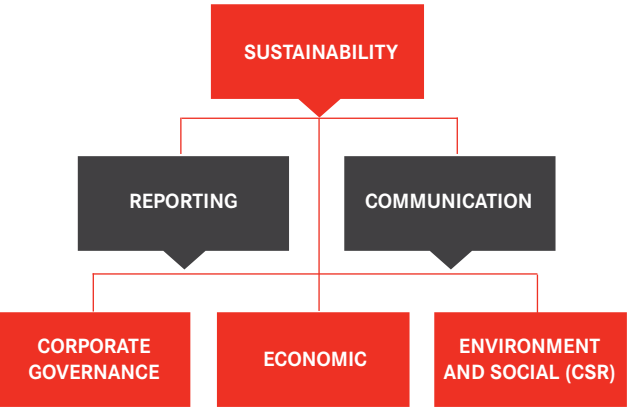 SUSTAINABILITY
REPORTING
COMMUNICATION
CORPORATE
GOVERNANCE
ECONOMIC
ENVIRONMENT
AND SOCIAL (CSR)